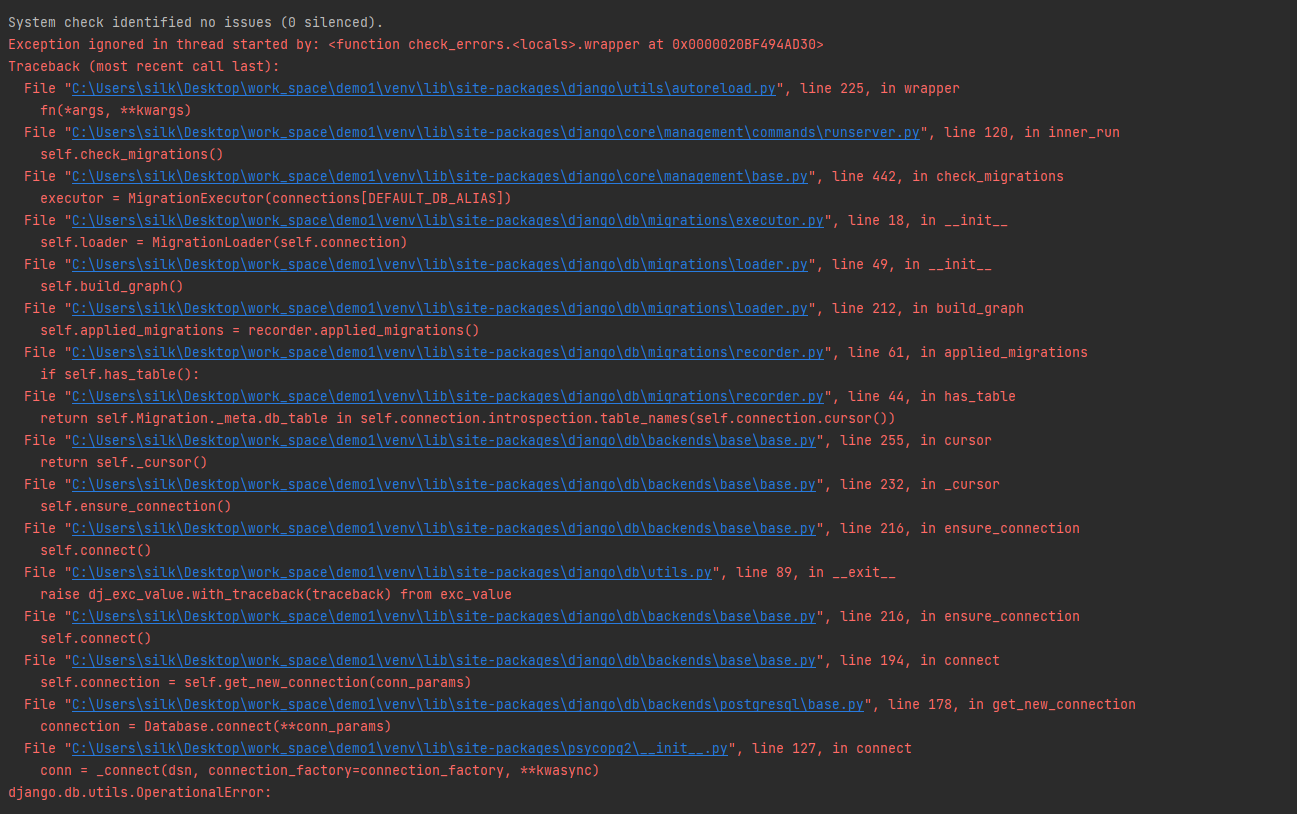 System check identified no issues (0 silenced).
Exception ignored in thread started by: <function check_errors.<locals>.wrapper at 0x0000020BF494AD30>
Traceback (most recent call last):
  File "C:\Users\silk\Desktop\work_space\demo1\venv\lib\site-packages\django\utils\autoreload.py", line 225, in wrapper
    fn(*args, **kwargs)
  File "C:\Users\silk\Desktop\work_space\demo1\venv\lib\site-packages\django\core\management\commands\runserver.py", line 120, in inner_run
    self.check_migrations()
  File "C:\Users\silk\Desktop\work_space\demo1\venv\lib\site-packages\django\core\management\base.py", line 442, in check_migrations
    executor = MigrationExecutor(connections[DEFAULT_DB_ALIAS])
  File "C:\Users\silk\Desktop\work_space\demo1\venv\lib\site-packages\django\db\migrations\executor.py", line 18, in __init__
    self.loader = MigrationLoader(self.connection)
  File "C:\Users\silk\Desktop\work_space\demo1\venv\lib\site-packages\django\db\migrations\loader.py", line 49, in __init__
    self.build_graph()
  File "C:\Users\silk\Desktop\work_space\demo1\venv\lib\site-packages\django\db\migrations\loader.py", line 212, in build_graph
    self.applied_migrations = recorder.applied_migrations()
  File "C:\Users\silk\Desktop\work_space\demo1\venv\lib\site-packages\django\db\migrations\recorder.py", line 61, in applied_migrations
    if self.has_table():
  File "C:\Users\silk\Desktop\work_space\demo1\venv\lib\site-packages\django\db\migrations\recorder.py", line 44, in has_table
    return self.Migration._meta.db_table in self.connection.introspection.table_names(self.connection.cursor())
  File "C:\Users\silk\Desktop\work_space\demo1\venv\lib\site-packages\django\db\backends\base\base.py", line 255, in cursor
    return self._cursor()
  File "C:\Users\silk\Desktop\work_space\demo1\venv\lib\site-packages\django\db\backends\base\base.py", line 232, in _cursor
    self.ensure_connection()
  File "C:\Users\silk\Desktop\work_space\demo1\venv\lib\site-packages\django\db\backends\base\base.py", line 216, in ensure_connection
    self.connect()
  File "C:\Users\silk\Desktop\work_space\demo1\venv\lib\site-packages\django\db\utils.py", line 89, in __exit__
    raise dj_exc_value.with_traceback(traceback) from exc_value
  File "C:\Users\silk\Desktop\work_space\demo1\venv\lib\site-packages\django\db\backends\base\base.py", line 216, in ensure_connection
    self.connect()
  File "C:\Users\silk\Desktop\work_space\demo1\venv\lib\site-packages\django\db\backends\base\base.py", line 194, in connect
    self.connection = self.get_new_connection(conn_params)
  File "C:\Users\silk\Desktop\work_space\demo1\venv\lib\site-packages\django\db\backends\postgresql\base.py", line 178, in get_new_connection
    connection = Database.connect(**conn_params)
  File "C:\Users\silk\Desktop\work_space\demo1\venv\lib\site-packages\psycopg2\__init__.py", line 127, in connect
    conn = _connect(dsn, connection_factory=connection_factory, **kwasync)
django.db.utils.OperationalError: